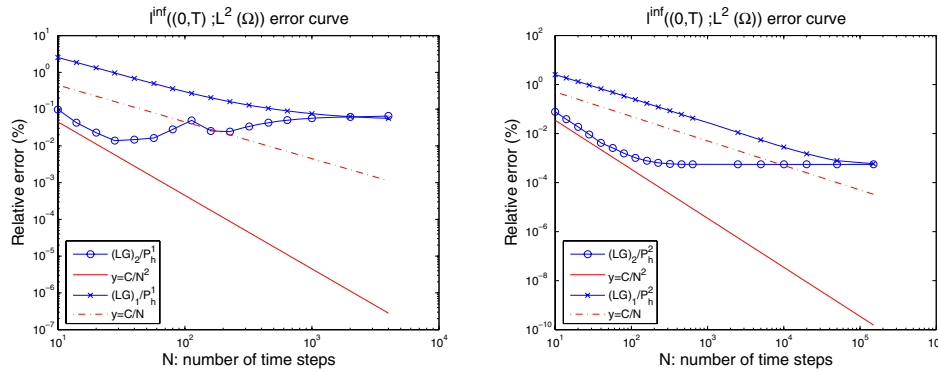 l^inf((0,T) ;L^2 (Ω)) error curve
10^1
10^0
10^-1
10^-2
10^-3
10^-4
10^-5
10^-6
10^-7
Relative error (%)
(LG)_2/P_h^1
y=C/N^2
(LG)_1/P_h^1
y=C/N
10^1
10^2
10^3
10^4
N: number of time steps
l^inf((0,T) ;L^2 (Ω)) error curve
10^2
10^0
10^-2
10^-4
10^-6
10^-8
10^-10
Relative error (%)
(LG)_2/P_h^2
y=C/N^2
(LG)_1/P_h^2
y=C/N
10^1
10^2
10^3
10^4
10^5
N: number of time steps